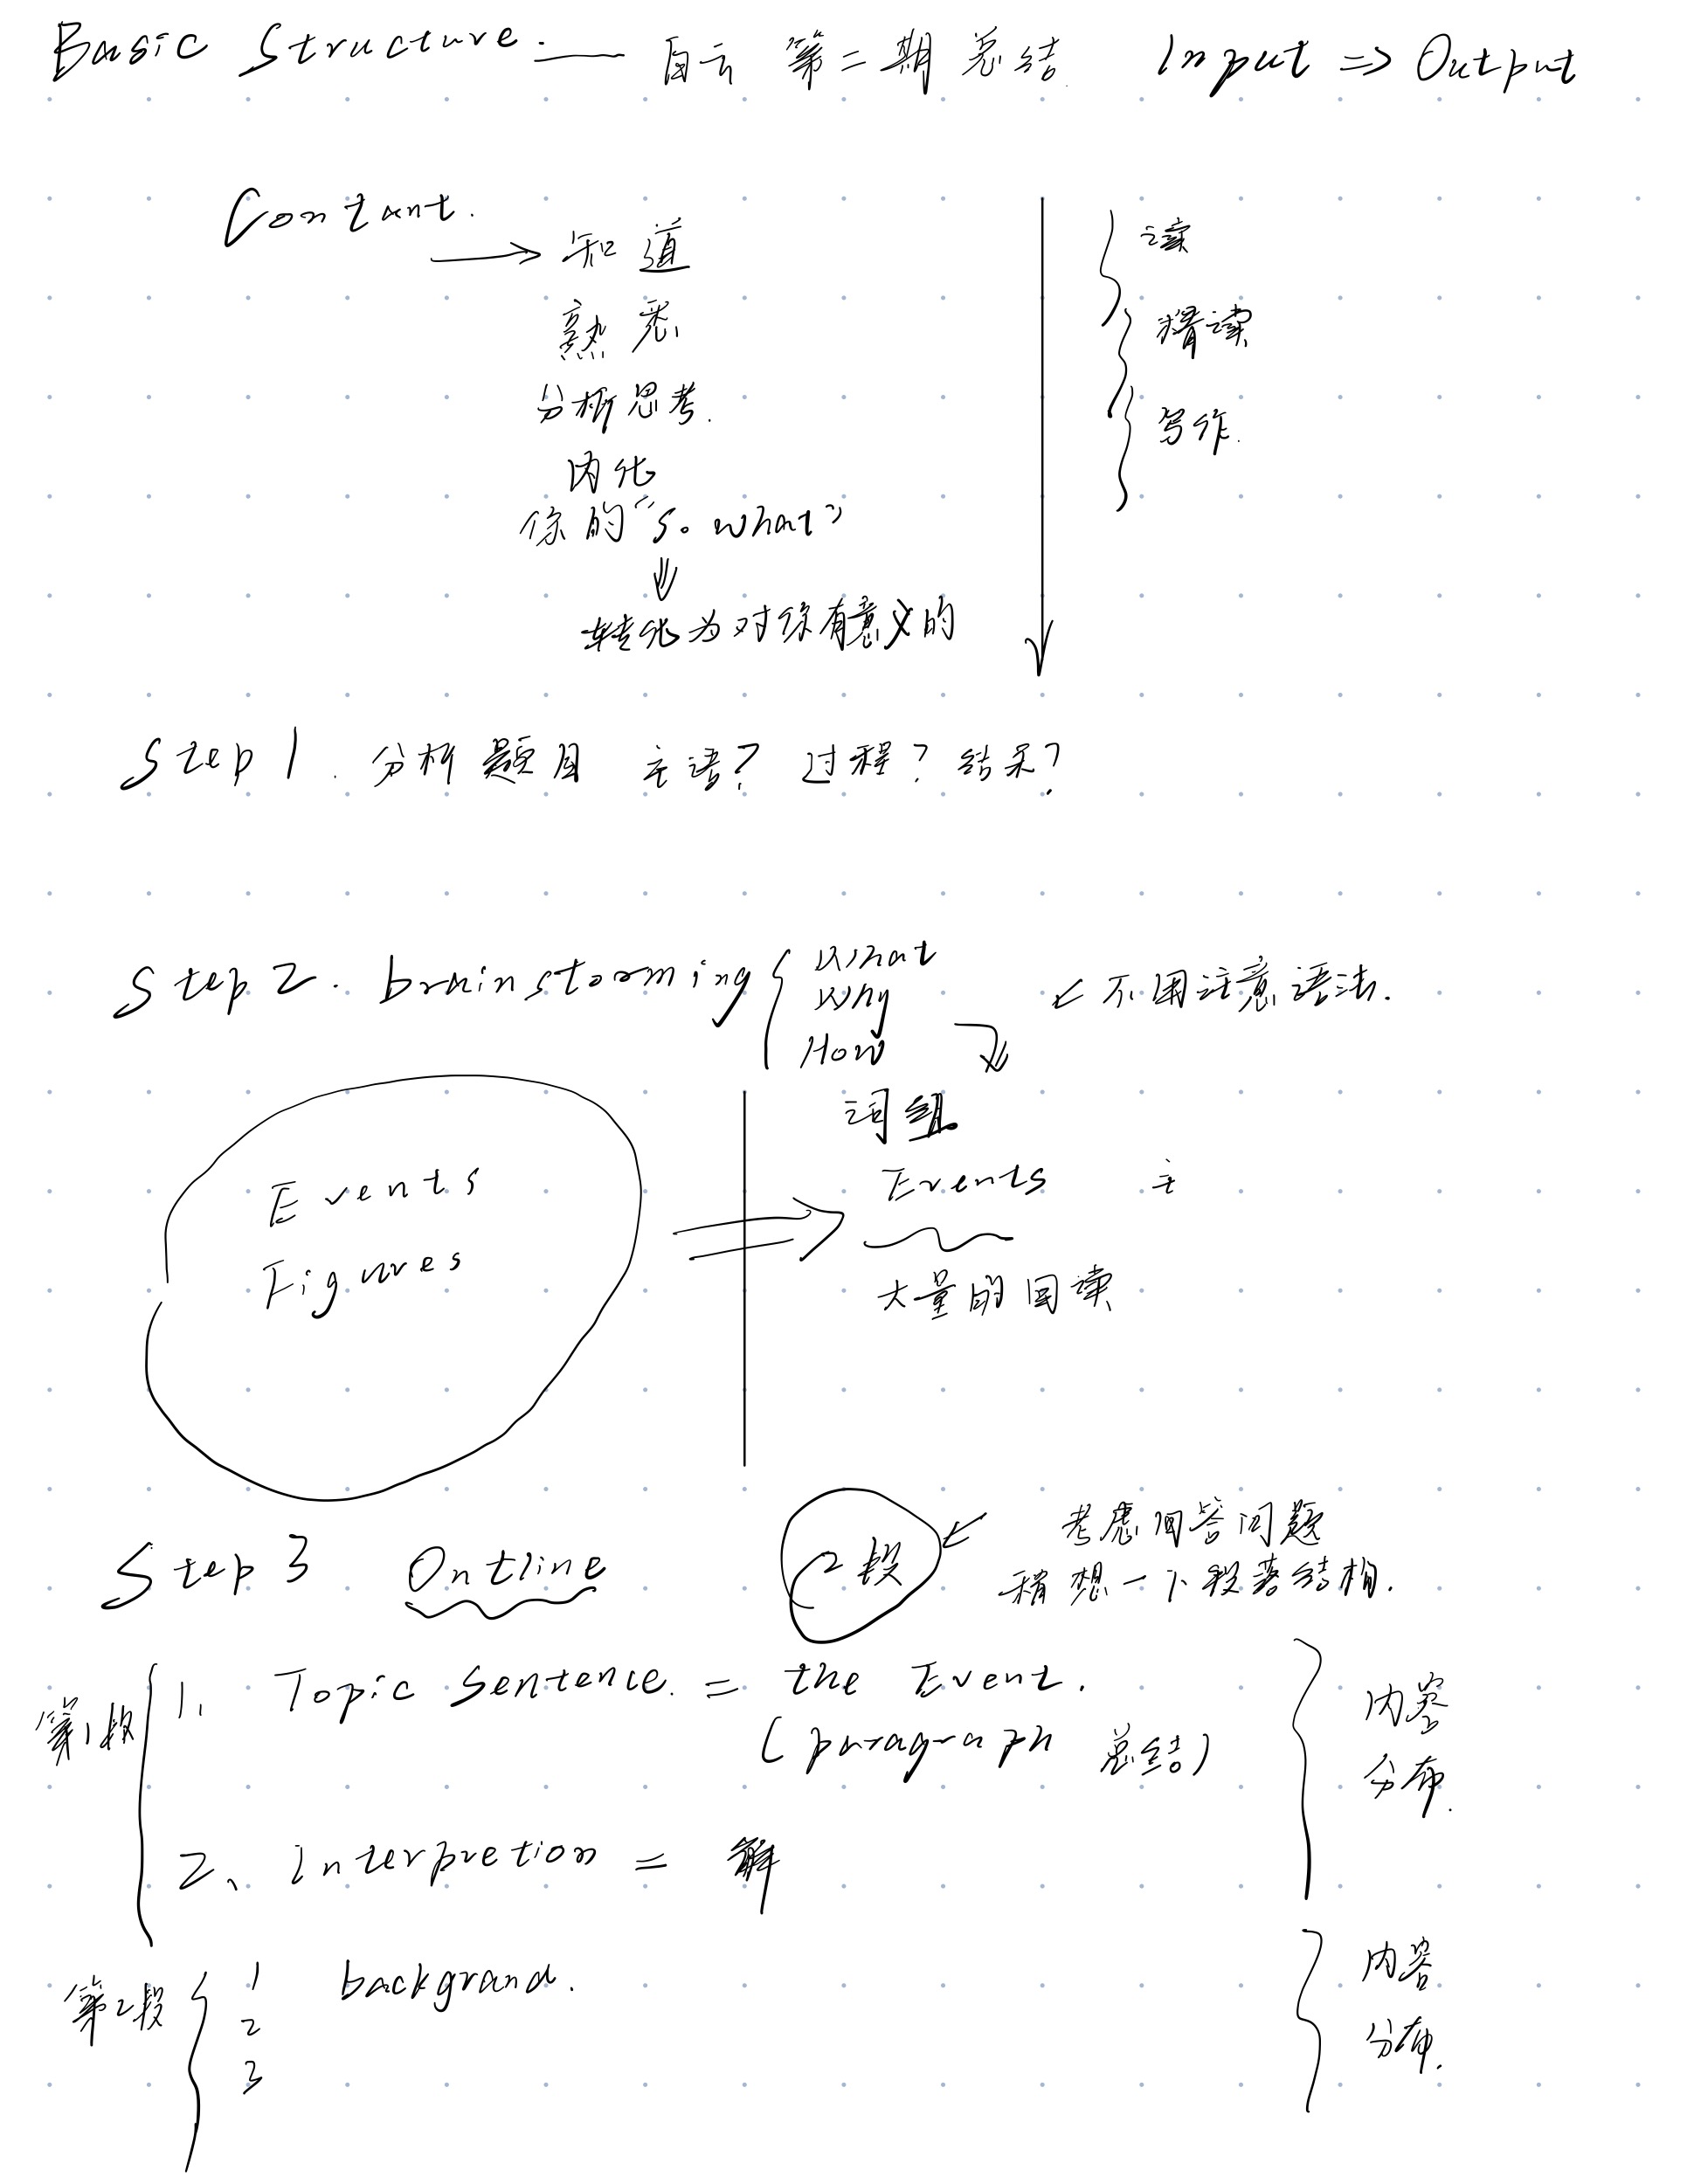 Basic Structure. —— 白云 第二期总结 Input => Output
Contant.
→ 知道
读
熟悉
精读
分析思考.
写作.
内化
你的“so what”
转化为对你有意义的
Step 1. 分析题目 主语? 过程? 结果?
Step 2. brainstorming
What
Why
How
← 不用注意语法.
词组
Events
Figures
Events 主
大量的回读
Step 3 Ontline
2段
← 考虑回答问题
稍想一下段落结构.
第1段
1. Topic sentence. = the Event.
(paragraph 总结)
内容
分布.
2、interpretion = 解
第2段
1 backgrand.
2
3
内容
分布.